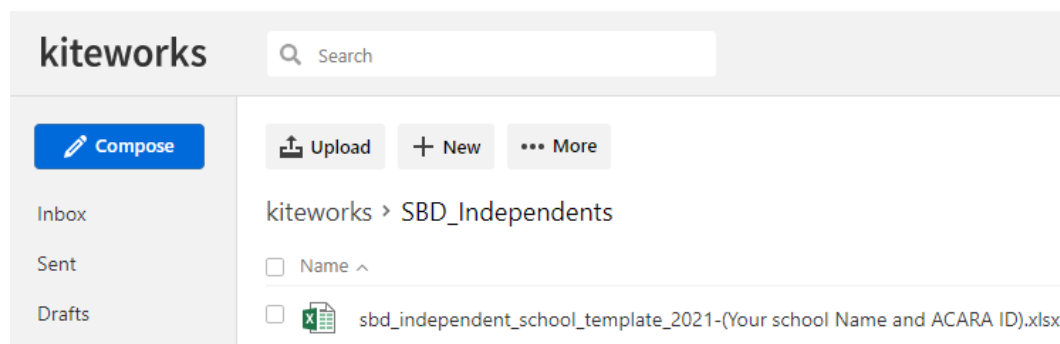 kiteworks
Search
Compose
Upload
New
More
Inbox
kiteworks > SBD_Independents
Sent
Name
Drafts
sbd_independent_school_template_2021-(Your school Name and ACARA ID).xlsx